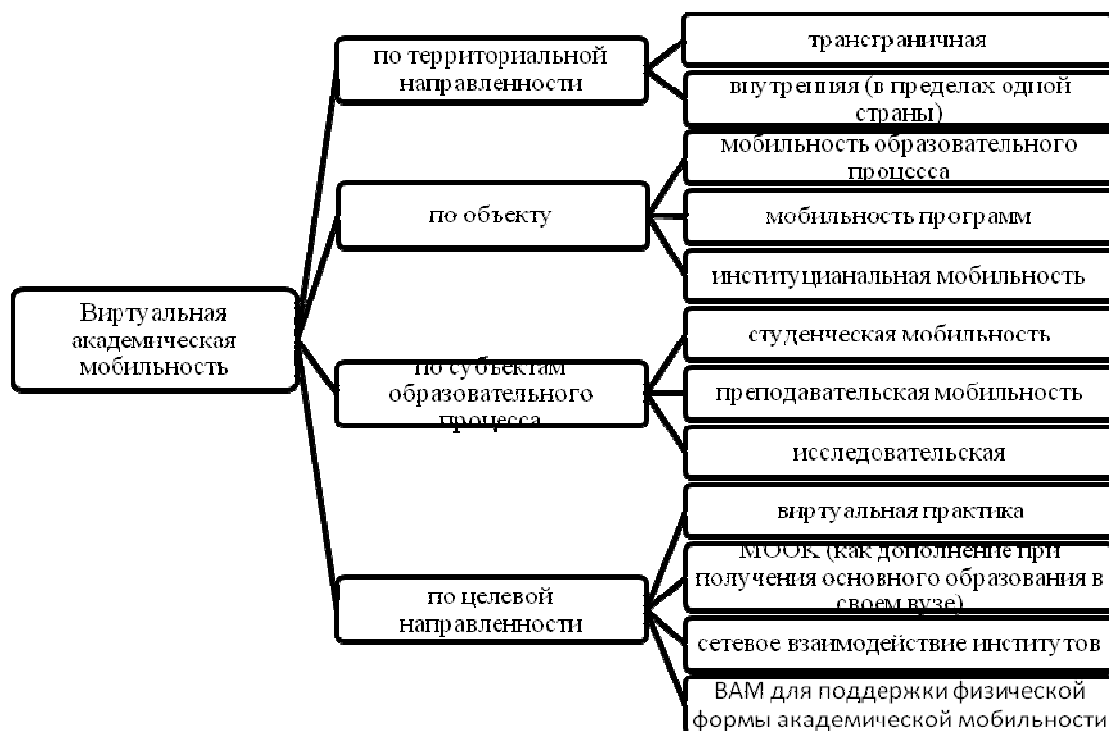 Виртуальная
академическая
мобильность
по территориальной
направленности
трансграничная
внутренняя (в пределах одной
страны)
по объекту
мобильность образовательного
процесса
мобильность программ
институцианальная мобильность
по субъектам
образовательного
процесса
студенческая мобильность
преподавательская мобильность
исследовательская
по целевой
направленности
виртуальная практика
МООК (как дополнение при
получения основного образования в
своем вузе)
сетевое взаимодействие институтов
ВАМ для поддержки физической
формы академической мобильности